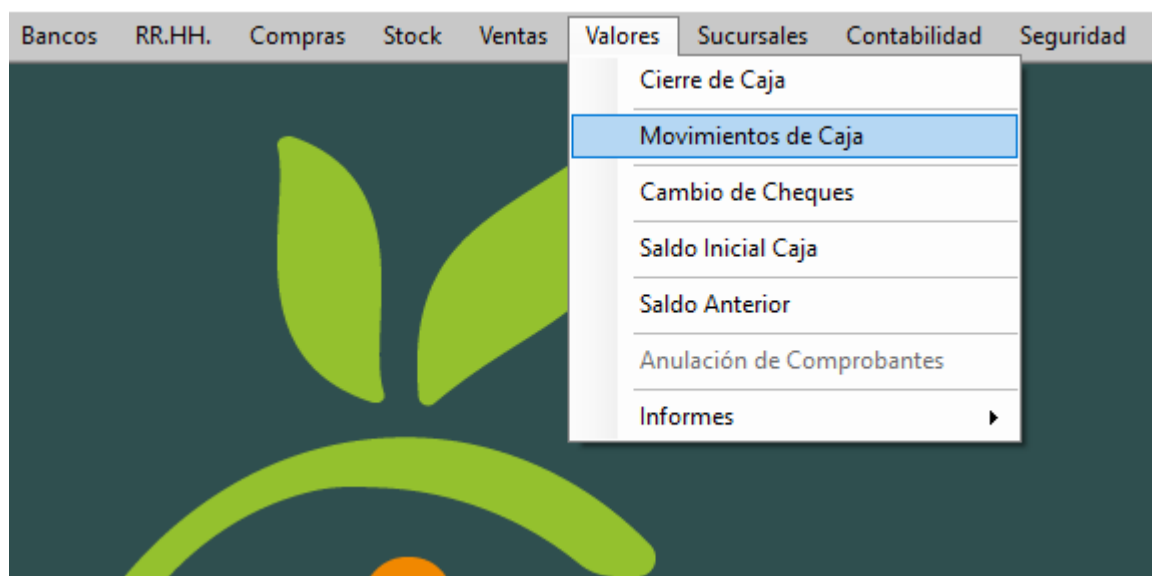 Bancos RR.HH. Compras Stock Ventas Valores Sucursales Contabilidad Seguridad
Cierre de Caja
Movimientos de Caja
Cambio de Cheques
Saldo Inicial Caja
Saldo Anterior
Anulación de Comprobantes
Informes